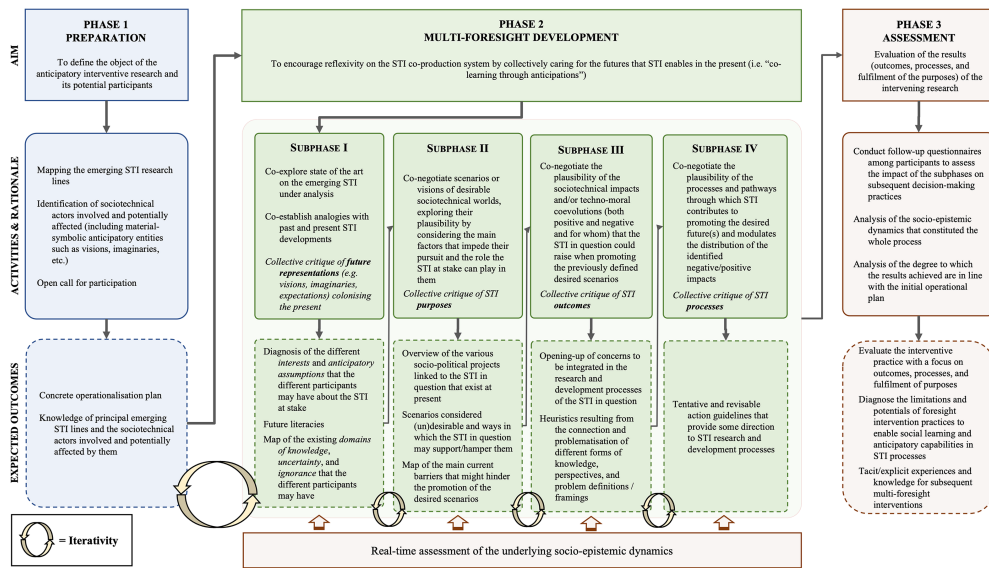 PHASE 1
PREPARATION
To define the object of the
anticipatory interventive research and
its potential participants
PHASE 2
MULTI-FORESIGHT DEVELOPMENT
To encourage reflexivity on the STI co-production system by collectively caring for the futures that STI enables in the present (i.e. “co-
learning through anticipations”)
PHASE 3
ASSESSMENT
Evaluation of the results
(outcomes, processes, and
fulfilment of the purposes) of the
intervening research
AIM
ACTIVITIES & RATIONALE
Mapping the emerging STI research
lines
Identification of sociotechnical
actors involved and potentially
affected (including material-
symbolic anticipatory entities
such as visions, imaginaries,
etc.)
Open call for participation
SUBPHASE I
Co-explore state of the art
on the emerging STI
under analysis
Co-establish analogies with
past and present STI
developments
Collective critique of future
representations (e.g.
visions, imaginaries,
expectations) colonising
the present
SUBPHASE II
Co-negotiate scenarios or
visions of desirable
sociotechnical worlds,
exploring their
plausibility by
considering the main
factors that impede their
pursuit and the role the
STI at stake can play in
them
Collective critique of STI
purposes
SUBPHASE III
Co-negotiate the
plausibility of the
sociotechnical impacts
and/or techno-moral
coevolutions (both
positive and negative
and for whom) that the
STI in question could
raise when promoting
the previously defined
desired scenarios
Collective critique of STI
outcomes
SUBPHASE IV
Co-negotiate the
plausibility of the
processes and pathways
through which STI
contributes to
promoting the desired
future(s) and modulates
the distribution of the
identified
negative/positive
impacts
Collective critique of STI
processes
Conduct follow-up questionnaires
among participants to assess
the impact of the subphases on
subsequent decision-making
practices
Analysis of the socio-epistemic
dynamics that constituted the
whole process
Analysis of the degree to which
the results achieved are in line
with the initial operational
plan
EXPECTED OUTCOMES
Concrete operationalisation plan
Knowledge of principal emerging
STI lines and the sociotechnical
actors involved and potentially
affected by them
Diagnosis of the different
interests and anticipatory
assumptions that the
different participants
may have about the STI
at stake
Future literacies
Map of the existing domains
of knowledge,
uncertainty, and
ignorance that the
different participants
may have
Overview of the various
socio-political projects
linked to the STI in
question that exist at
present
Scenarios considered
(un)desirable and ways in
which the STI in question
may support/hamper them
Map of the main current
barriers that might hinder
the promotion of the
desired scenarios
Opening-up of concerns to
be integrated in the
research and
development processes
of the STI in question
Heuristics resulting from
the connection and
problematisation of
different forms of
knowledge,
perspectives, and
problem definitions /
framings
Tentative and revisable
action guidelines that
provide some
direction to STI research
and development
processes
Evaluate the interventive
practice with a focus on
outcomes, processes, and
fulfilment of purposes
Diagnose the limitations and
potentials of foresight
intervention practices to
enable social learning and
anticipatory capabilities in
STI processes
Tacit/explicit experiences and
knowledge for subsequent
multi-foresight
interventions
= Iterativity
Real-time assessment of the underlying socio-epistemic dynamics